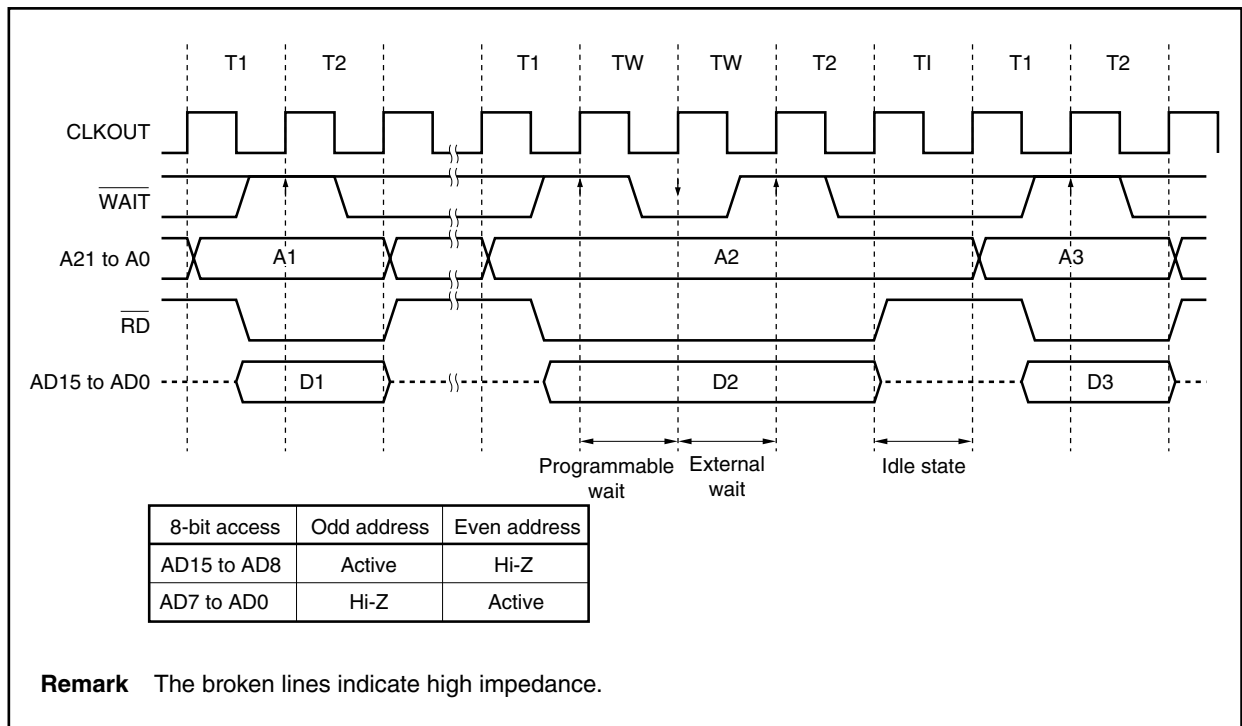 T1 T2 T1 TW TW T2 TI T1 T2
CLKOUT
WAIT
A21 to A0 A1 A2 A3
RD
AD15 to AD0 D1 D2 D3
Programmable wait External wait Idle state
8-bit access Odd address Even address
AD15 to AD8 Active Hi-Z
AD7 to AD0 Hi-Z Active
Remark The broken lines indicate high impedance.